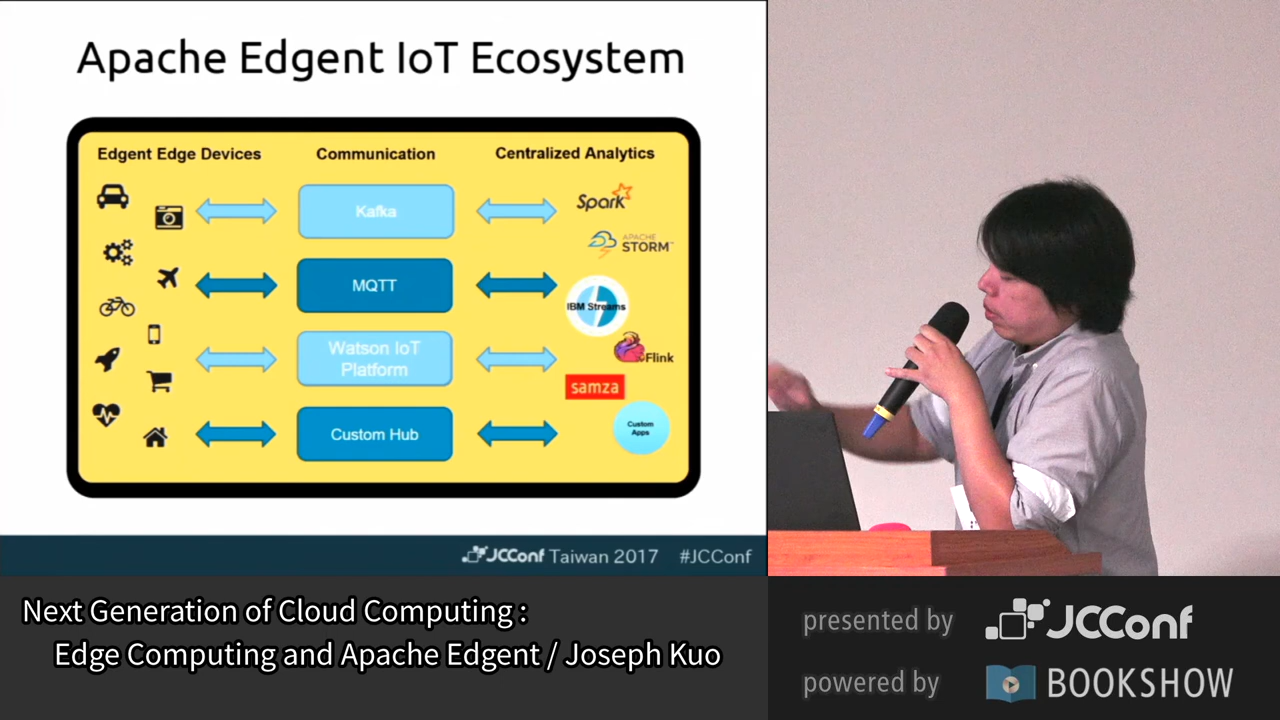 Apache Edgent IoT Ecosystem
Edgent Edge Devices
Communication
Centralized Analytics
Kafka
MQTT
Watson IoT
Platform
Custom Hub
Spark
APACHE
STORM™
IBM Streams
Flink
samza
Custom
Apps
JCConf Taiwan 2017 #JCConf
Next Generation of Cloud Computing :
Edge Computing and Apache Edgent / Joseph Kuo
presented by JCConf
powered by BOOKSHOW